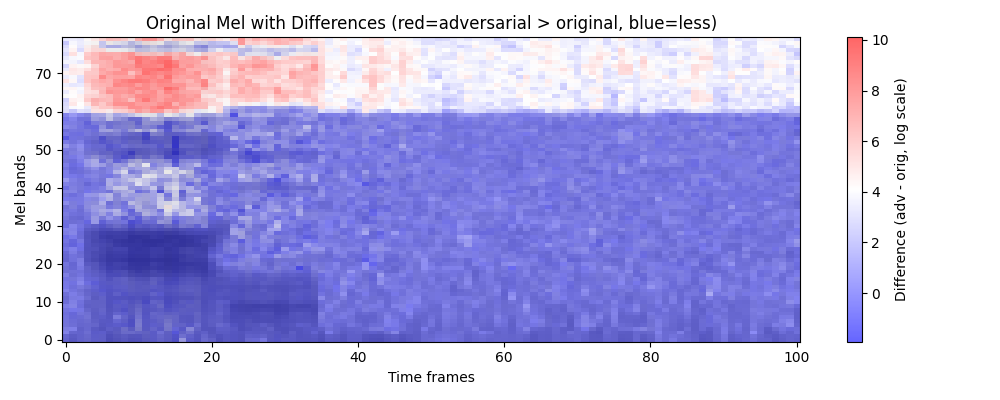 Original Mel with Differences (red=adversarial > original, blue=less)
70
60
50
40
30
20
10
0
Mel bands
0 20 40 60 80 100
Time frames
10
8
6
4
2
0
Difference (adv - orig, log scale)